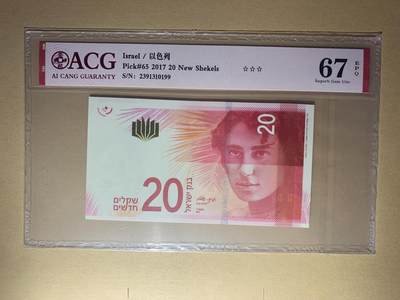 ACG
AI CANG GUARANTY
Israel / 以色列
Pick#65 2017 20 New Shekels
S/N: 2391310199
☆☆☆
67 EPQ
Superb Gem Unc
20
20
שקלים
חדשים
בנק ישראל